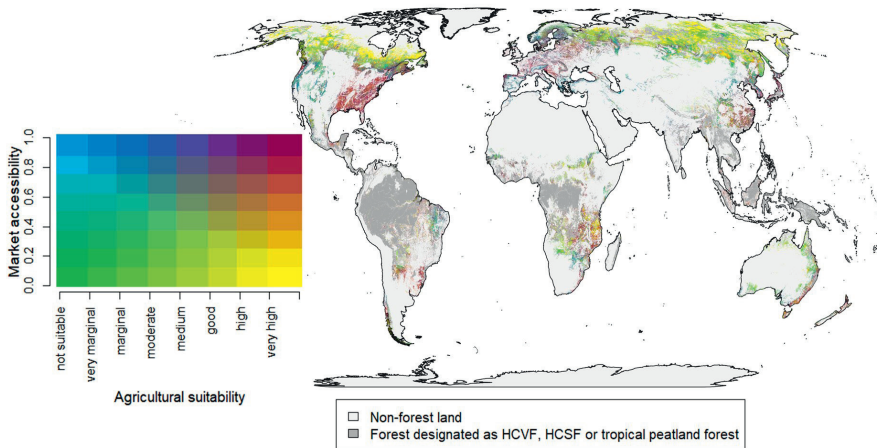 Market accessibility
1.0
0.8
0.6
0.4
0.2
0.0
not suitable
very marginal
marginal
moderate
medium
good
high
very high
Agricultural suitability
Non-forest land
Forest designated as HCVF, HCSF or tropical peatland forest